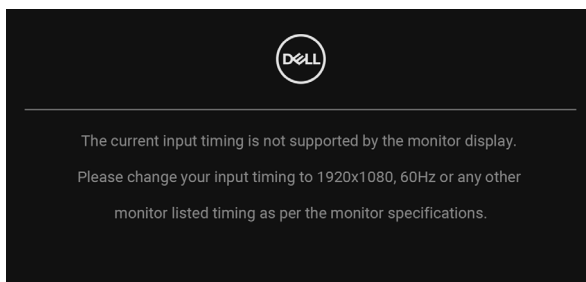 DELL
The current input timing is not supported by the monitor display.
Please change your input timing to 1920x1080, 60Hz or any other
monitor listed timing as per the monitor specifications.